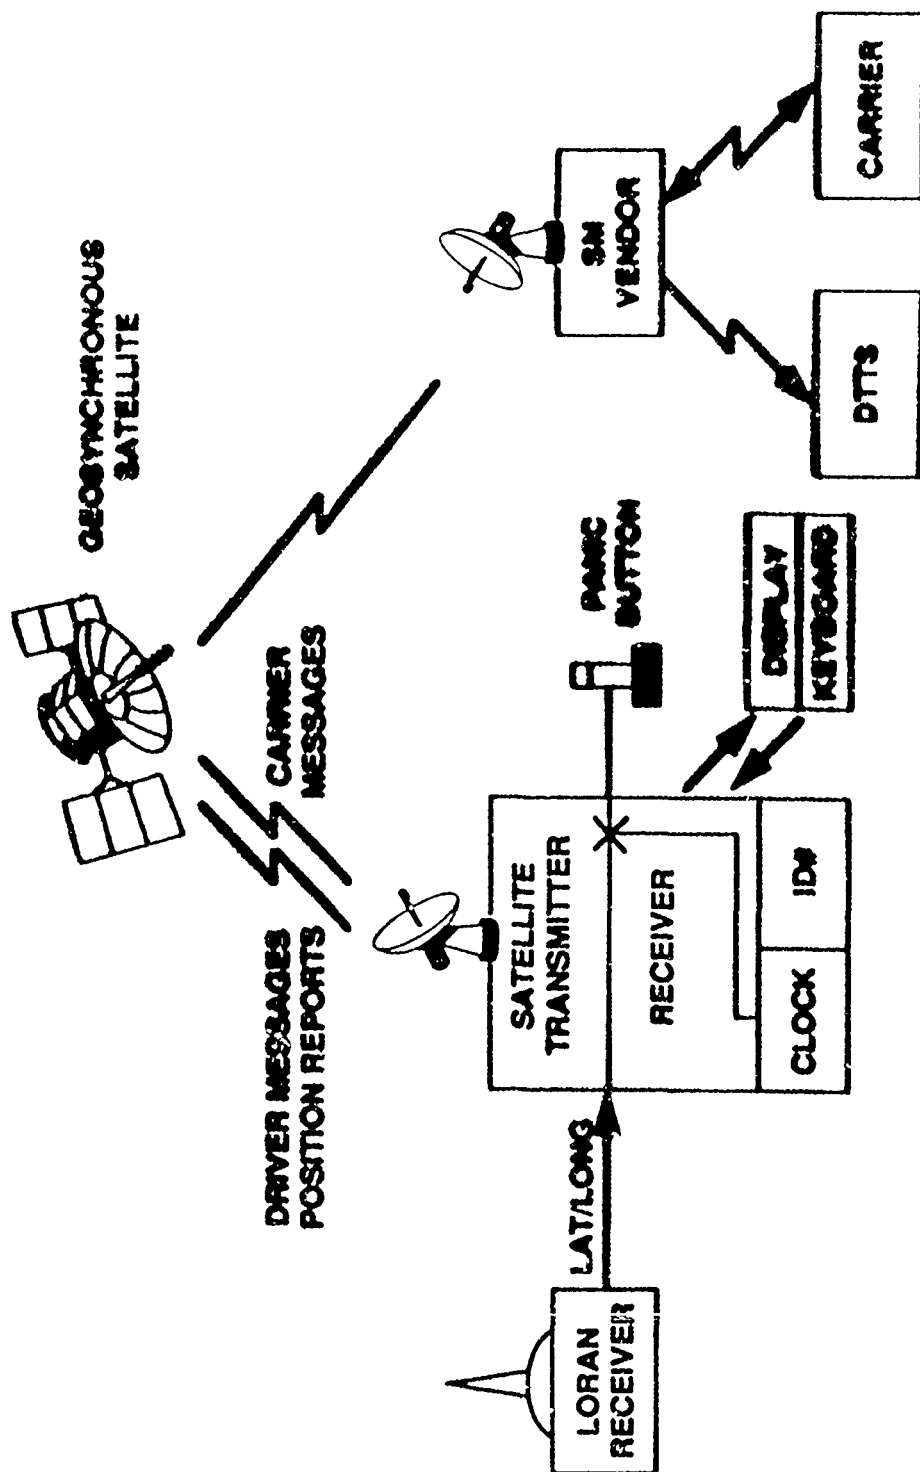 GEOSYNCHRONOUS
SATELLITE
DRIVER MESSAGES
POSITION REPORTS
CARRIER
MESSAGES
LORAN
RECEIVER
LAT/LONG
SATELLITE
TRANSMITTER
RECEIVER
CLOCK
ID#
PANIC
BUTTON
DISPLAY
KEYBOARD
SM
VENDOR
DTTS
CARRIER